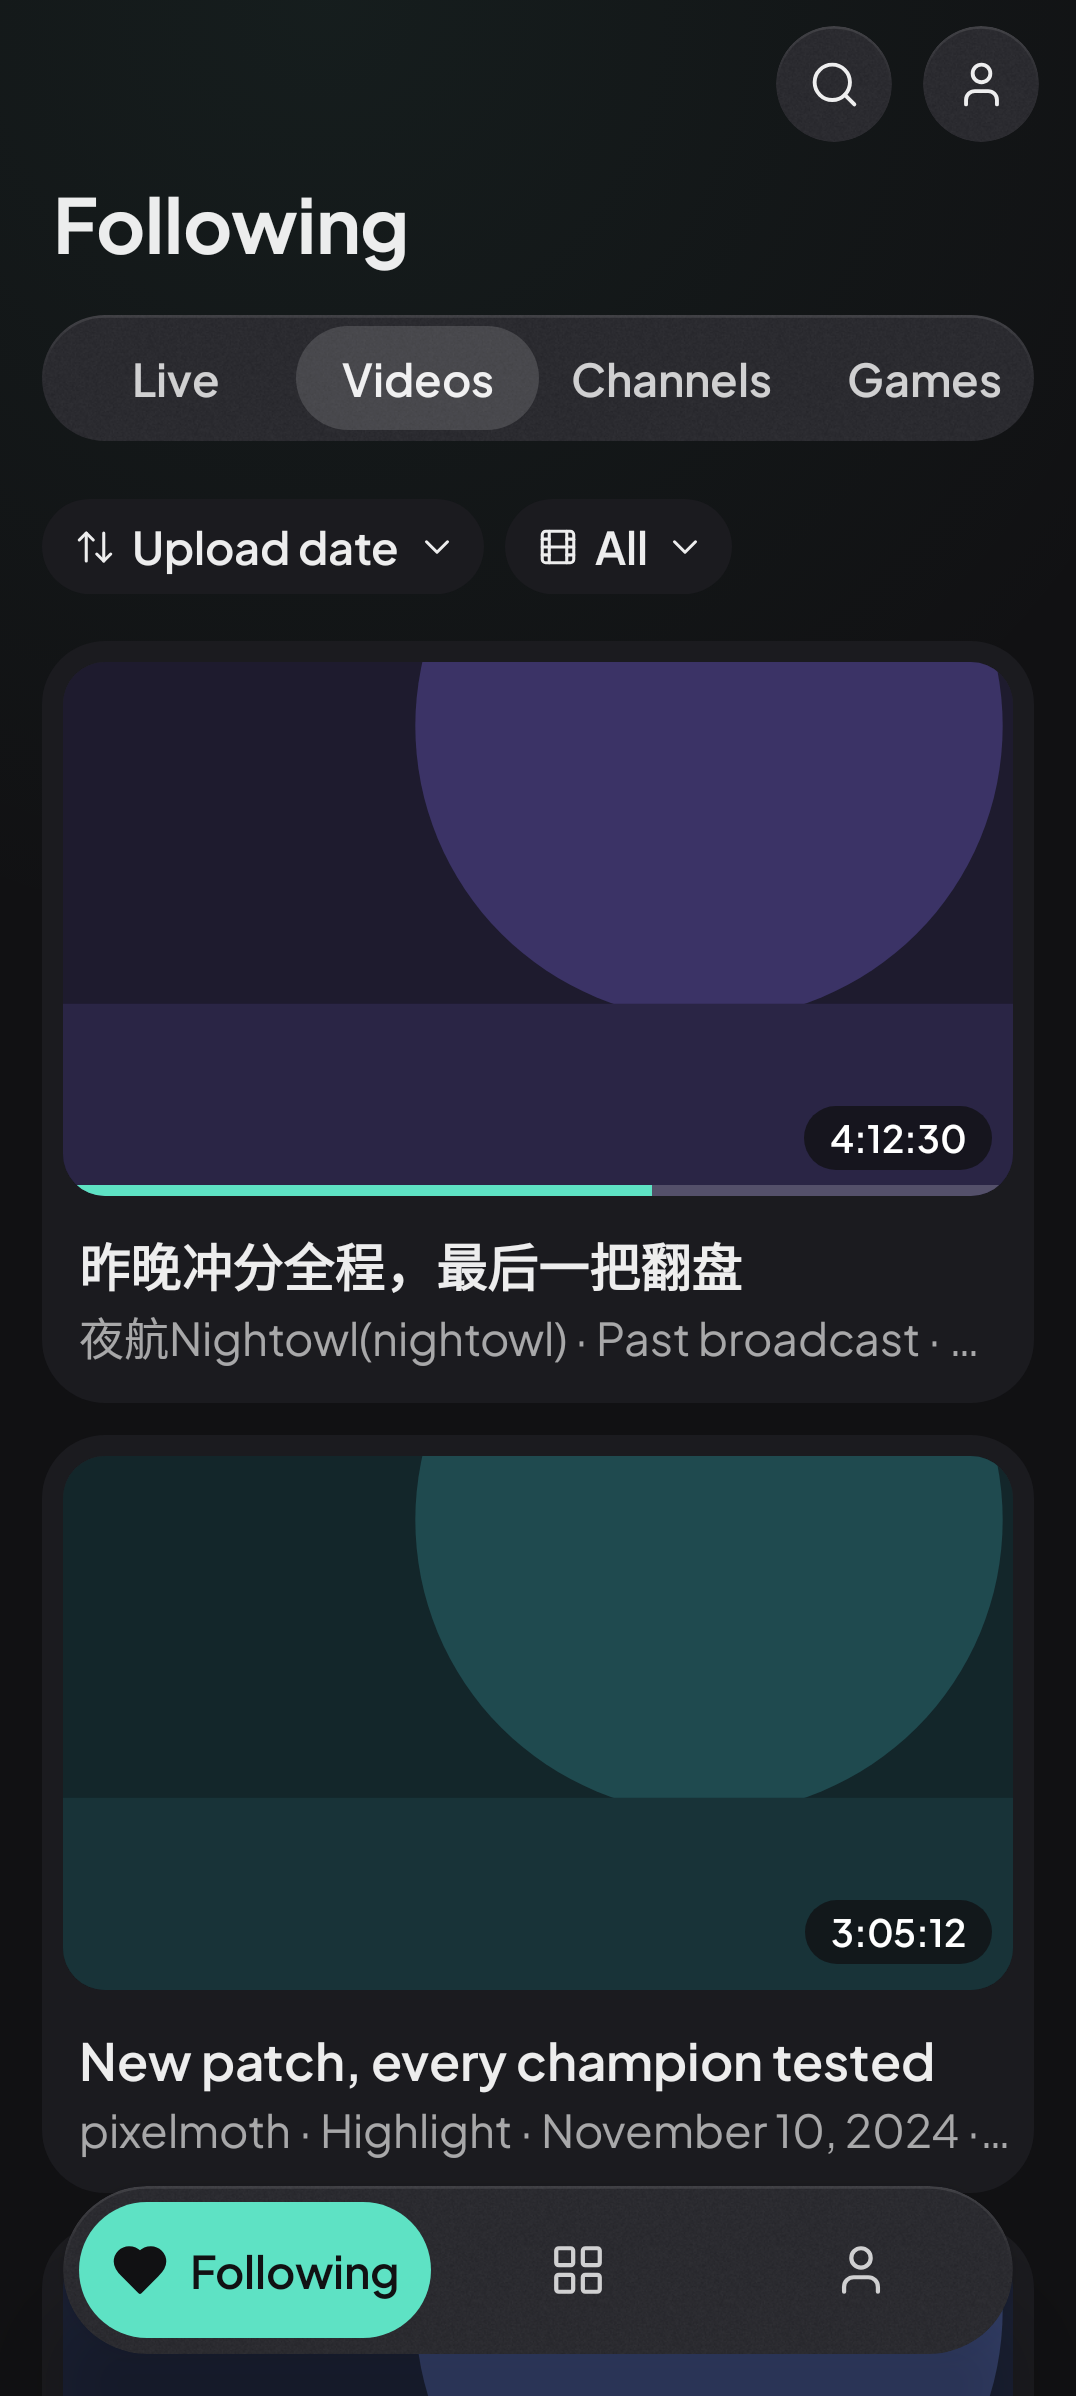 Following
Live Videos Channels Games
Upload date All
4:12:30
昨晚冲分全程，最后一把翻盘
夜航Nightowl(nightowl) · Past broadcast · ...
3:05:12
New patch, every champion tested
pixelmoth · Highlight · November 10, 2024 ·...
Following